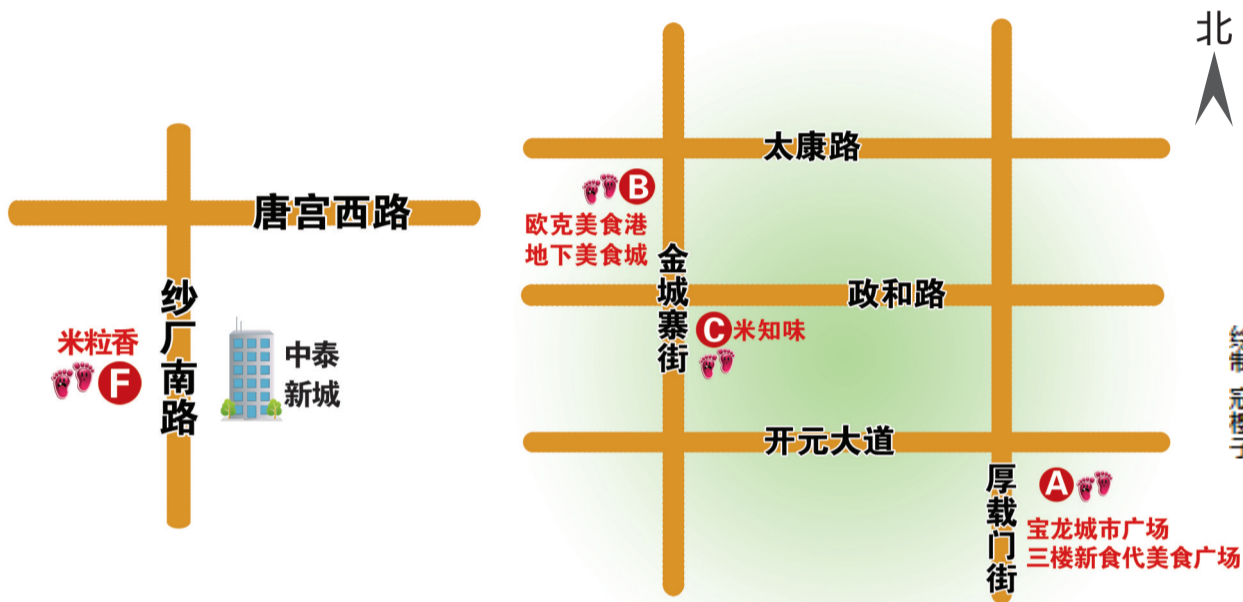 北
太康路
唐宫西路
B
欧克美食港
地下美食城
金城寨街
政和路
纱厂南路
米粒香
F
中泰
新城
C米知味
开元大道
厚载门街
A
宝龙城市广场
三楼新食代美食广场